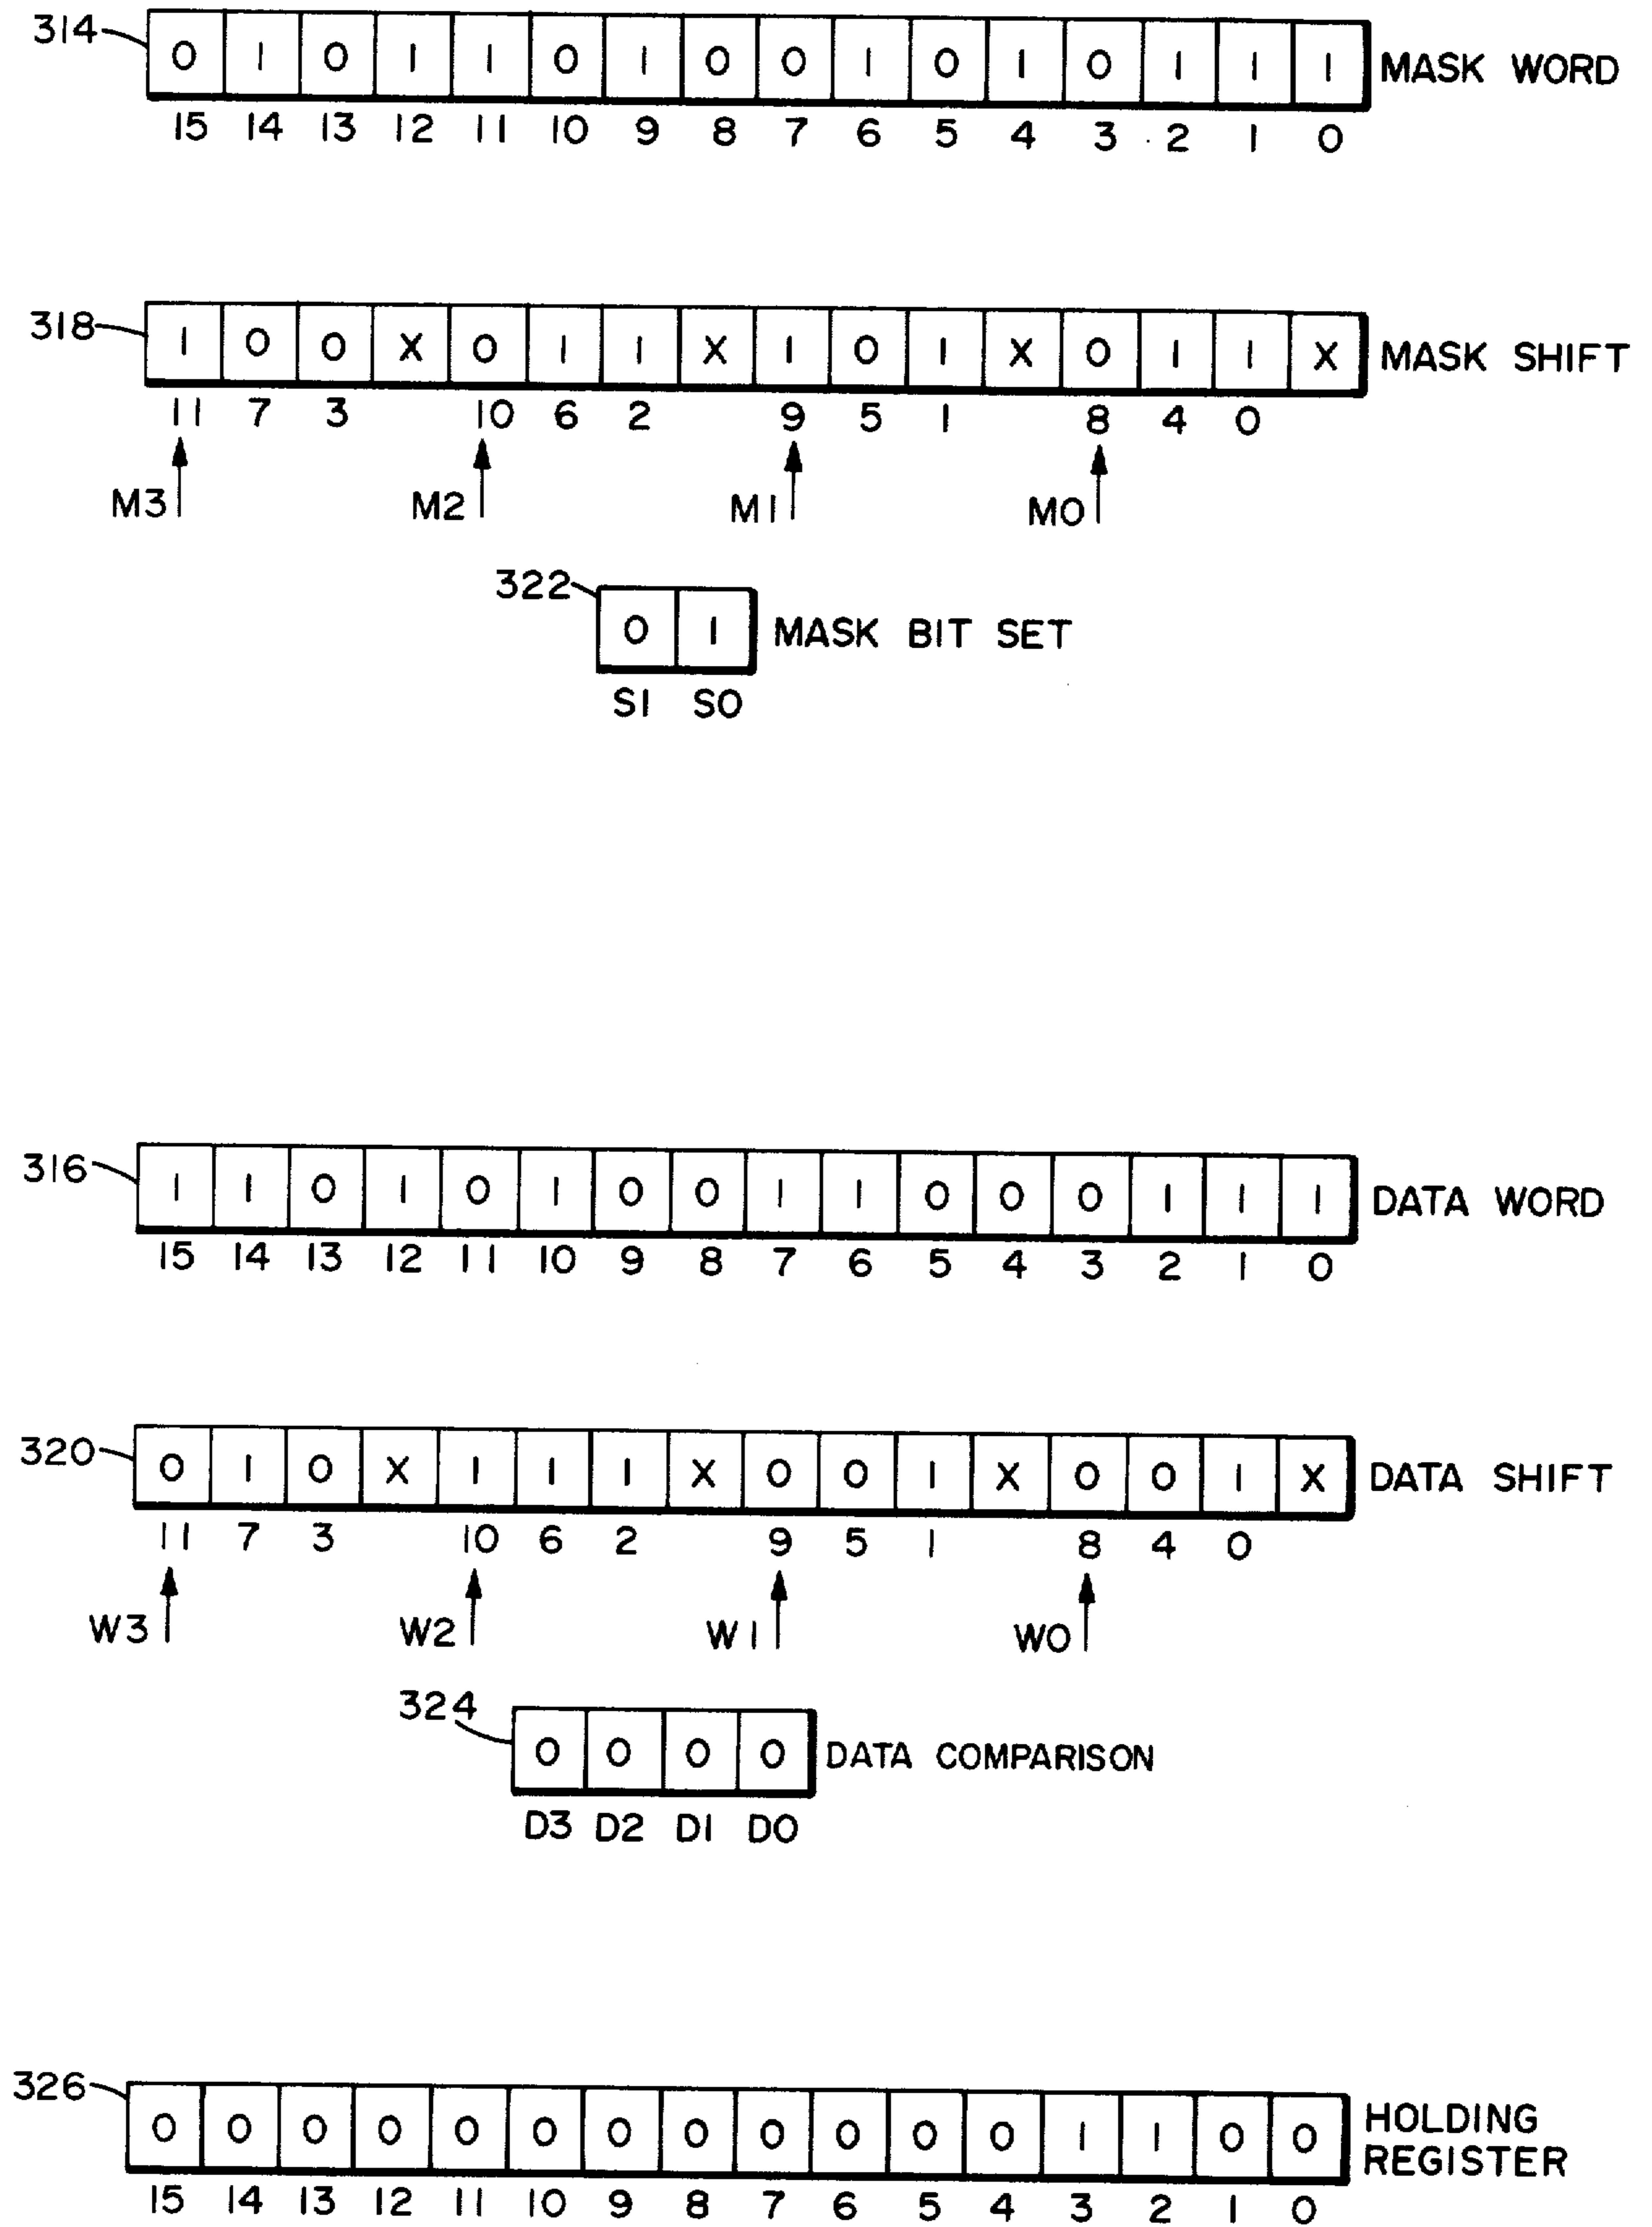 314 0 1 0 1 1 0 1 0 0 1 0 1 0 1 1 1 MASK WORD
15 14 13 12 11 10 9 8 7 6 5 4 3 2 1 0
318 1 0 0 X 0 1 1 X 1 0 1 X 0 1 1 X MASK SHIFT
11 7 3 10 6 2 9 5 1 8 4 0
M3 M2 M1 M0
322 0 1 MASK BIT SET
S1 S0
316 1 1 0 1 0 1 0 0 1 1 0 0 0 1 1 1 DATA WORD
15 14 13 12 11 10 9 8 7 6 5 4 3 2 1 0
320 0 1 0 X 1 1 1 X 0 0 1 X 0 0 1 X DATA SHIFT
11 7 3 10 6 2 9 5 1 8 4 0
W3 W2 W1 W0
324 0 0 0 0 DATA COMPARISON
D3 D2 D1 D0
326 0 0 0 0 0 0 0 0 0 0 0 0 1 1 0 0 HOLDING
REGISTER
15 14 13 12 11 10 9 8 7 6 5 4 3 2 1 0